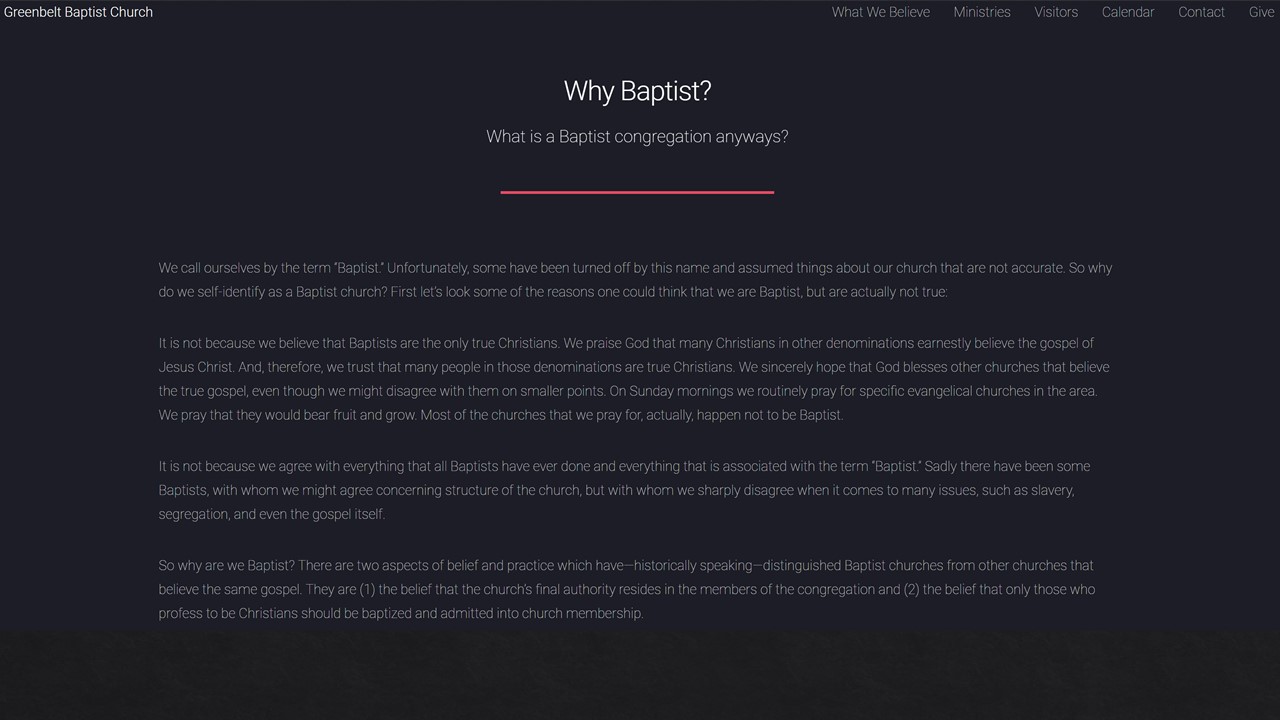 Greenbelt Baptist Church
What We Believe Ministries Visitors Calendar Contact Give
Why Baptist?
What is a Baptist congregation anyways?
We call ourselves by the term “Baptist.” Unfortunately, some have been turned off by this name and assumed things about our church that are not accurate. So why
do we self-identify as a Baptist church? First let’s look some of the reasons one could think that we are Baptist, but are actually not true:
It is not because we believe that Baptists are the only true Christians. We praise God that many Christians in other denominations earnestly believe the gospel of
Jesus Christ. And, therefore, we trust that many people in those denominations are true Christians. We sincerely hope that God blesses other churches that believe
the true gospel, even though we might disagree with them on smaller points. On Sunday mornings we routinely pray for specific evangelical churches in the area.
We pray that they would bear fruit and grow. Most of the churches that we pray for, actually, happen not to be Baptist.
It is not because we agree with everything that all Baptists have ever done and everything that is associated with the term “Baptist.” Sadly there have been some
Baptists, with whom we might agree concerning structure of the church, but with whom we sharply disagree when it comes to many issues, such as slavery,
segregation, and even the gospel itself.
So why are we Baptist? There are two aspects of belief and practice which have—historically speaking—distinguished Baptist churches from other churches that
believe the same gospel. They are (1) the belief that the church’s final authority resides in the members of the congregation and (2) the belief that only those who
profess to be Christians should be baptized and admitted into church membership.